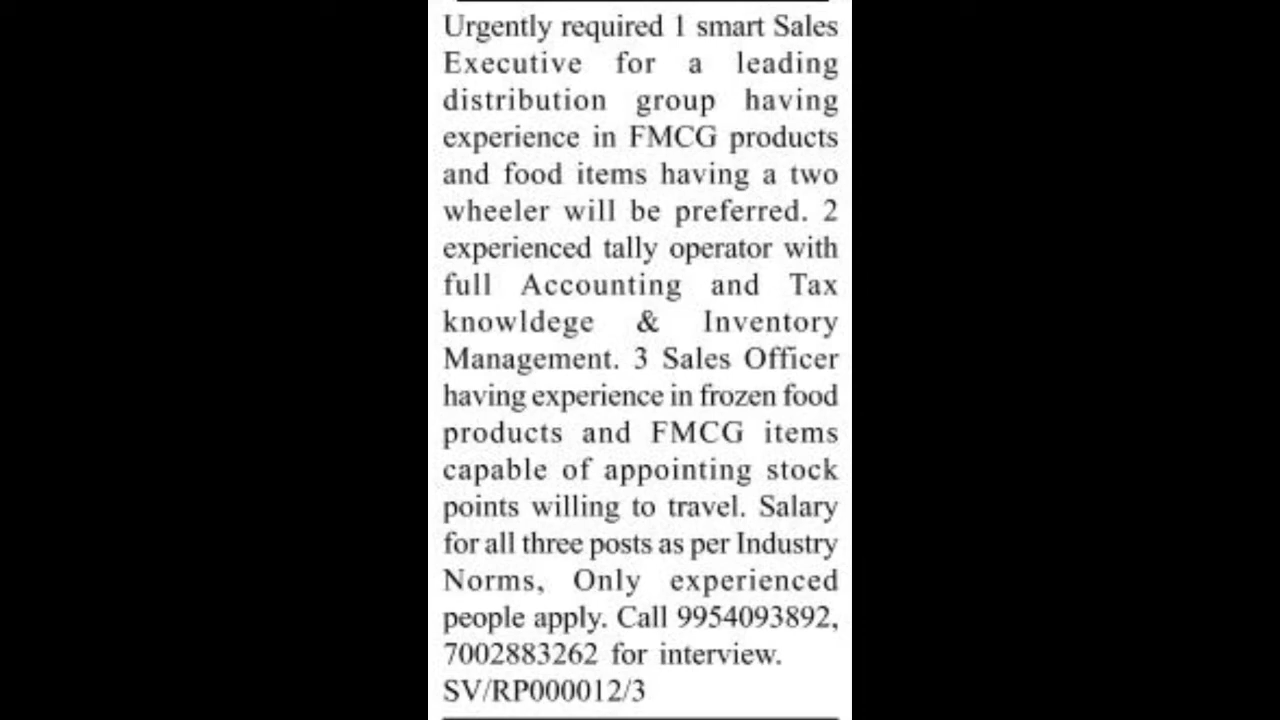 Urgently required 1 smart Sales
Executive for a leading
distribution group having
experience in FMCG products
and food items having a two
wheeler will be preferred. 2
experienced tally operator with
full Accounting and Tax
knowldege & Inventory
Management. 3 Sales Officer
having experience in frozen food
products and FMCG items
capable of appointing stock
points willing to travel. Salary
for all three posts as per Industry
Norms, Only experienced
people apply. Call 9954093892,
7002883262 for interview.
SV/RP000012/3